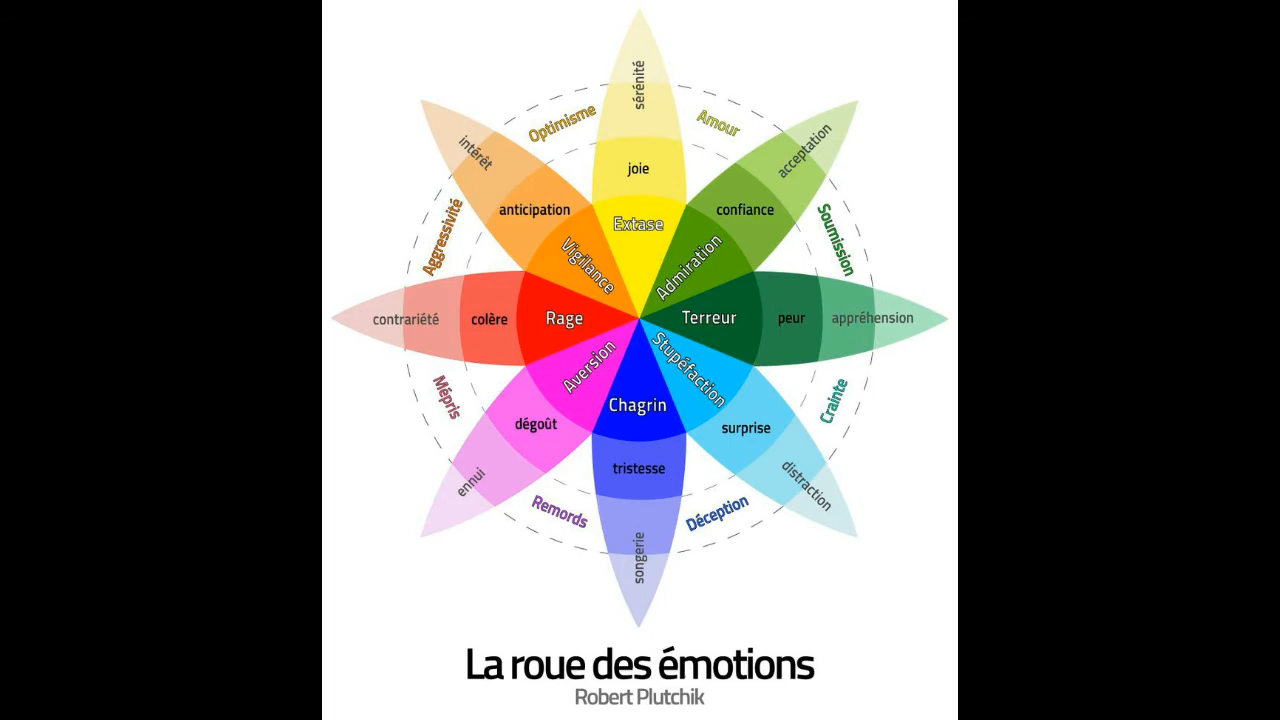 sérénité
Optimisme
Amour
intérêt
acceptation
joie
anticipation
confiance
Extase
Aggressivité
Soumission
Vigilance
Admiration
contrariété
colère
Rage
Terreur
peur
appréhension
Aversion
Stupéfaction
Mépris
Crainte
Chagrin
dégoût
surprise
tristesse
ennui
distraction
Remords
Déception
songerie
La roue des émotions
Robert Plutchik